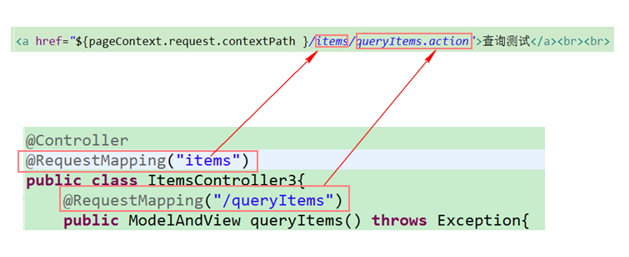 <a href="${pageContext.request.contextPath }/items/queryItems.action">查询测试</a><br><br>
@Controller
@RequestMapping("items")
public class ItemsController3{
@RequestMapping("/queryItems")
public ModelAndView queryItems() throws Exception{